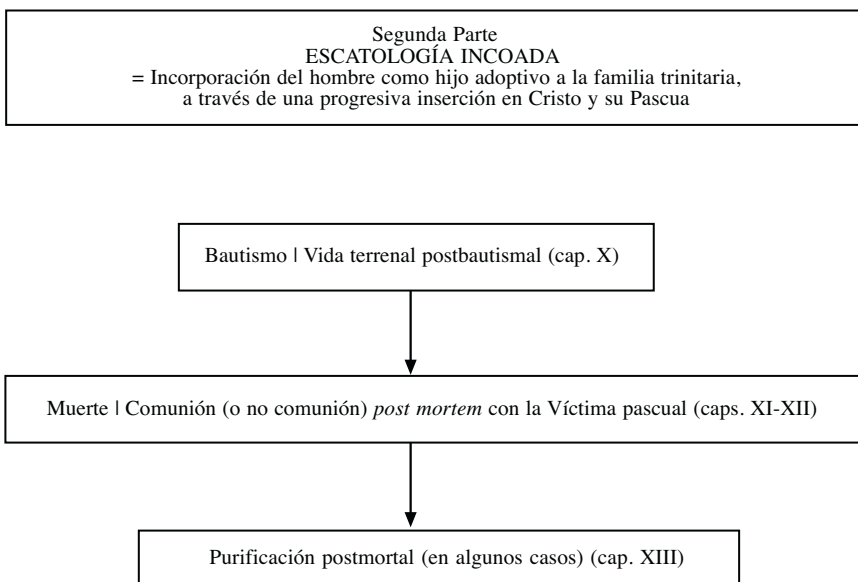 Segunda Parte
ESCATOLOGÍA INCOADA
= Incorporación del hombre como hijo adoptivo a la familia trinitaria,
a través de una progresiva inserción en Cristo y su Pascua
Bautismo | Vida terrenal postbautismal (cap. X)
Muerte | Comunión (o no comunión) post mortem con la Víctima pascual (caps. XI-XII)
Purificación postmortal (en algunos casos) (cap. XIII)